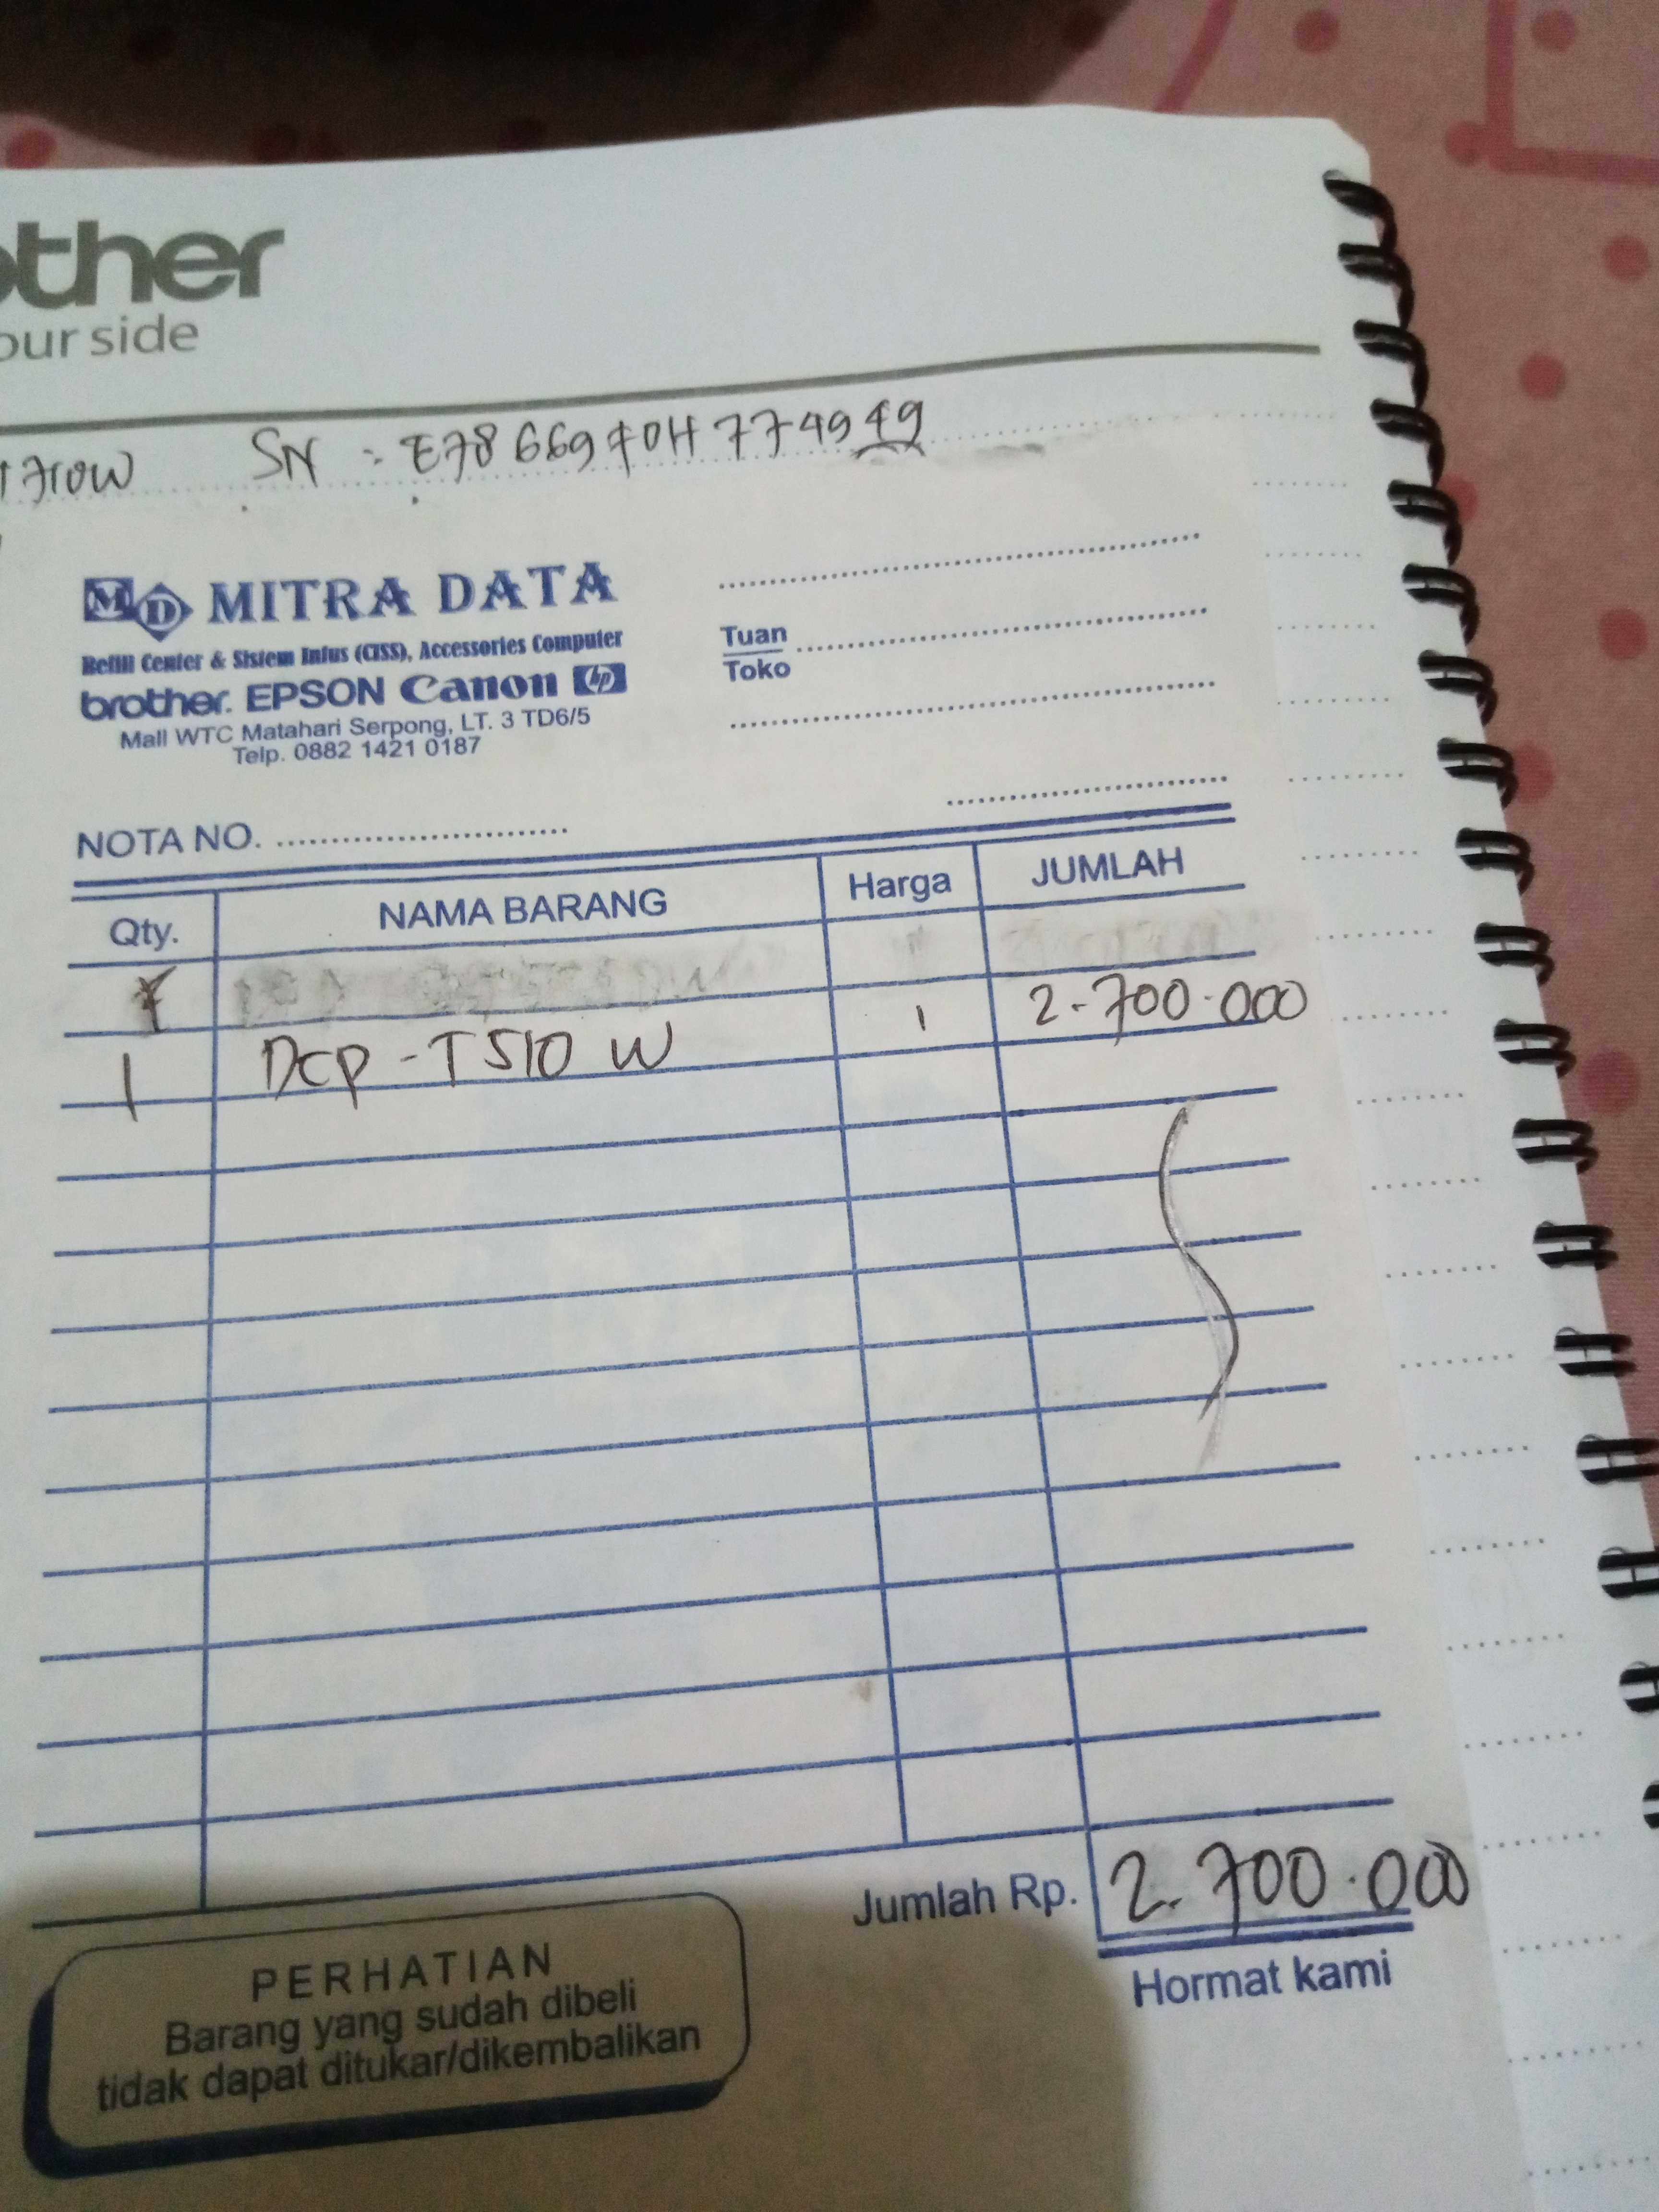 other
our side
T710W SN : E78669F0H774949
MD MITRA DATA
Refill Center & Sistem Infus (CISS), Accessories Computer
brother. EPSON Canon hp
Mall WTC Matahari Serpong, LT. 3 TD6/5
Telp. 0882 1421 0187
Tuan
Toko
NOTA NO.
Qty. NAMA BARANG Harga JUMLAH
1 DCP-T510W 1 2.700.000
Jumlah Rp. 2.700.000
Hormat kami
PERHATIAN
Barang yang sudah dibeli
tidak dapat ditukar/dikembalikan